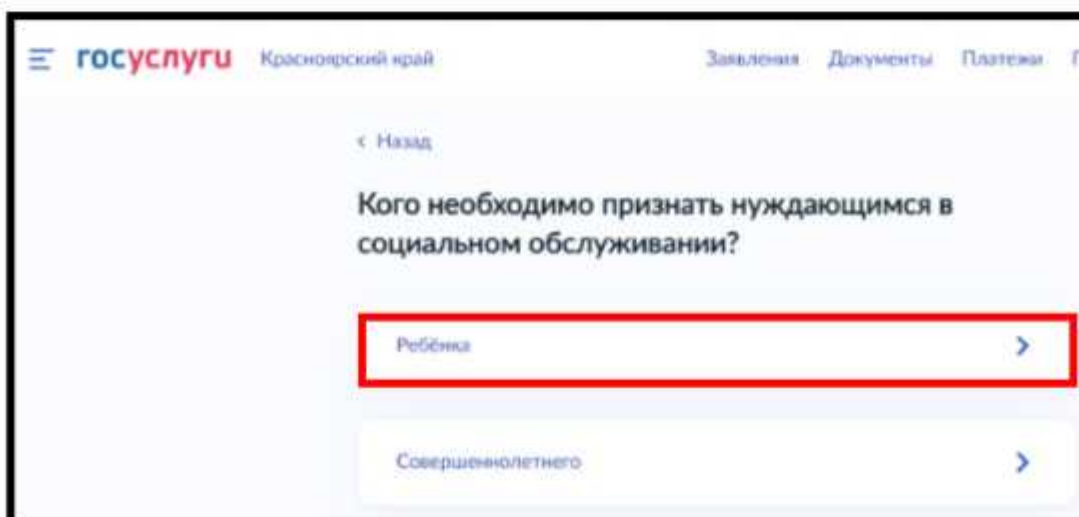 госуслуги Красноярский край Заявления Документы Платежи
Назад
Кого необходимо признать нуждающимся в
социальном обслуживании?
Ребёнка
Совершеннолетнего